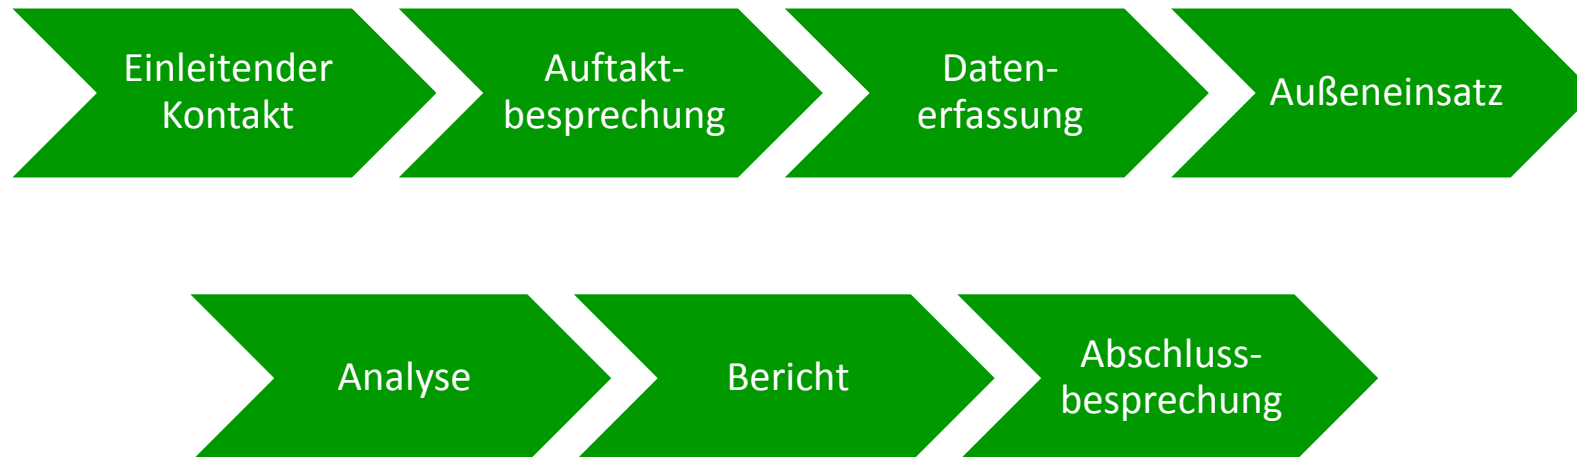 Einleitender
Kontakt
Auftakt-
besprechung
Daten-
erfassung
Außeneinsatz
Analyse
Bericht
Abschluss-
besprechung